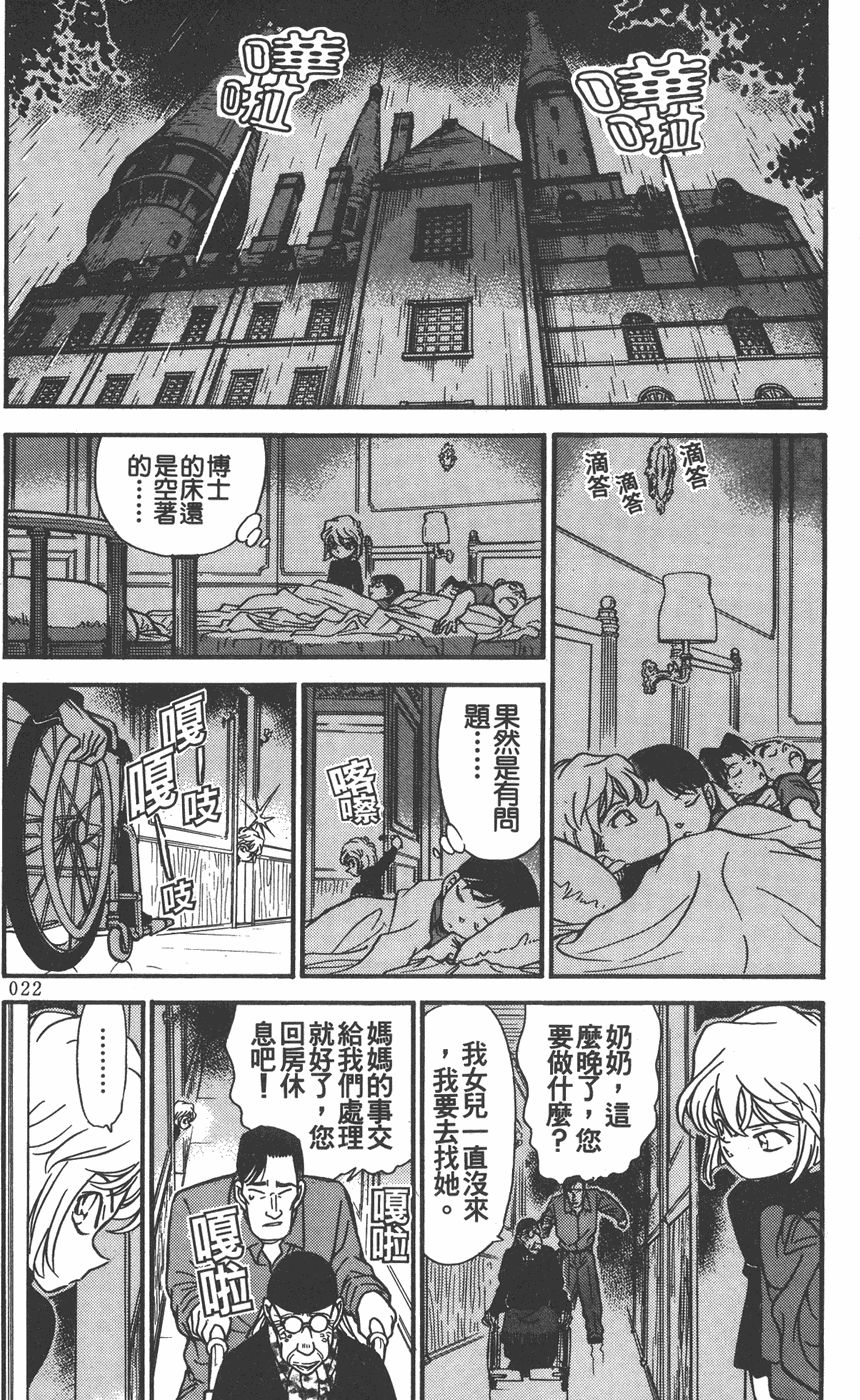 嘩啦
嘩啦
滴答
滴答
滴答
博士
的床還
是空著
的……
果然是有問
題……
喀嚓
嘎—吱
嘎—吱
022
奶奶，這
麼晚了，您
要做什麼？
我女兒一直沒來
，我要去找她。
媽媽的事交
給我們處理
就好了，您
回房休
息吧！
嘎啦
嘎啦
………